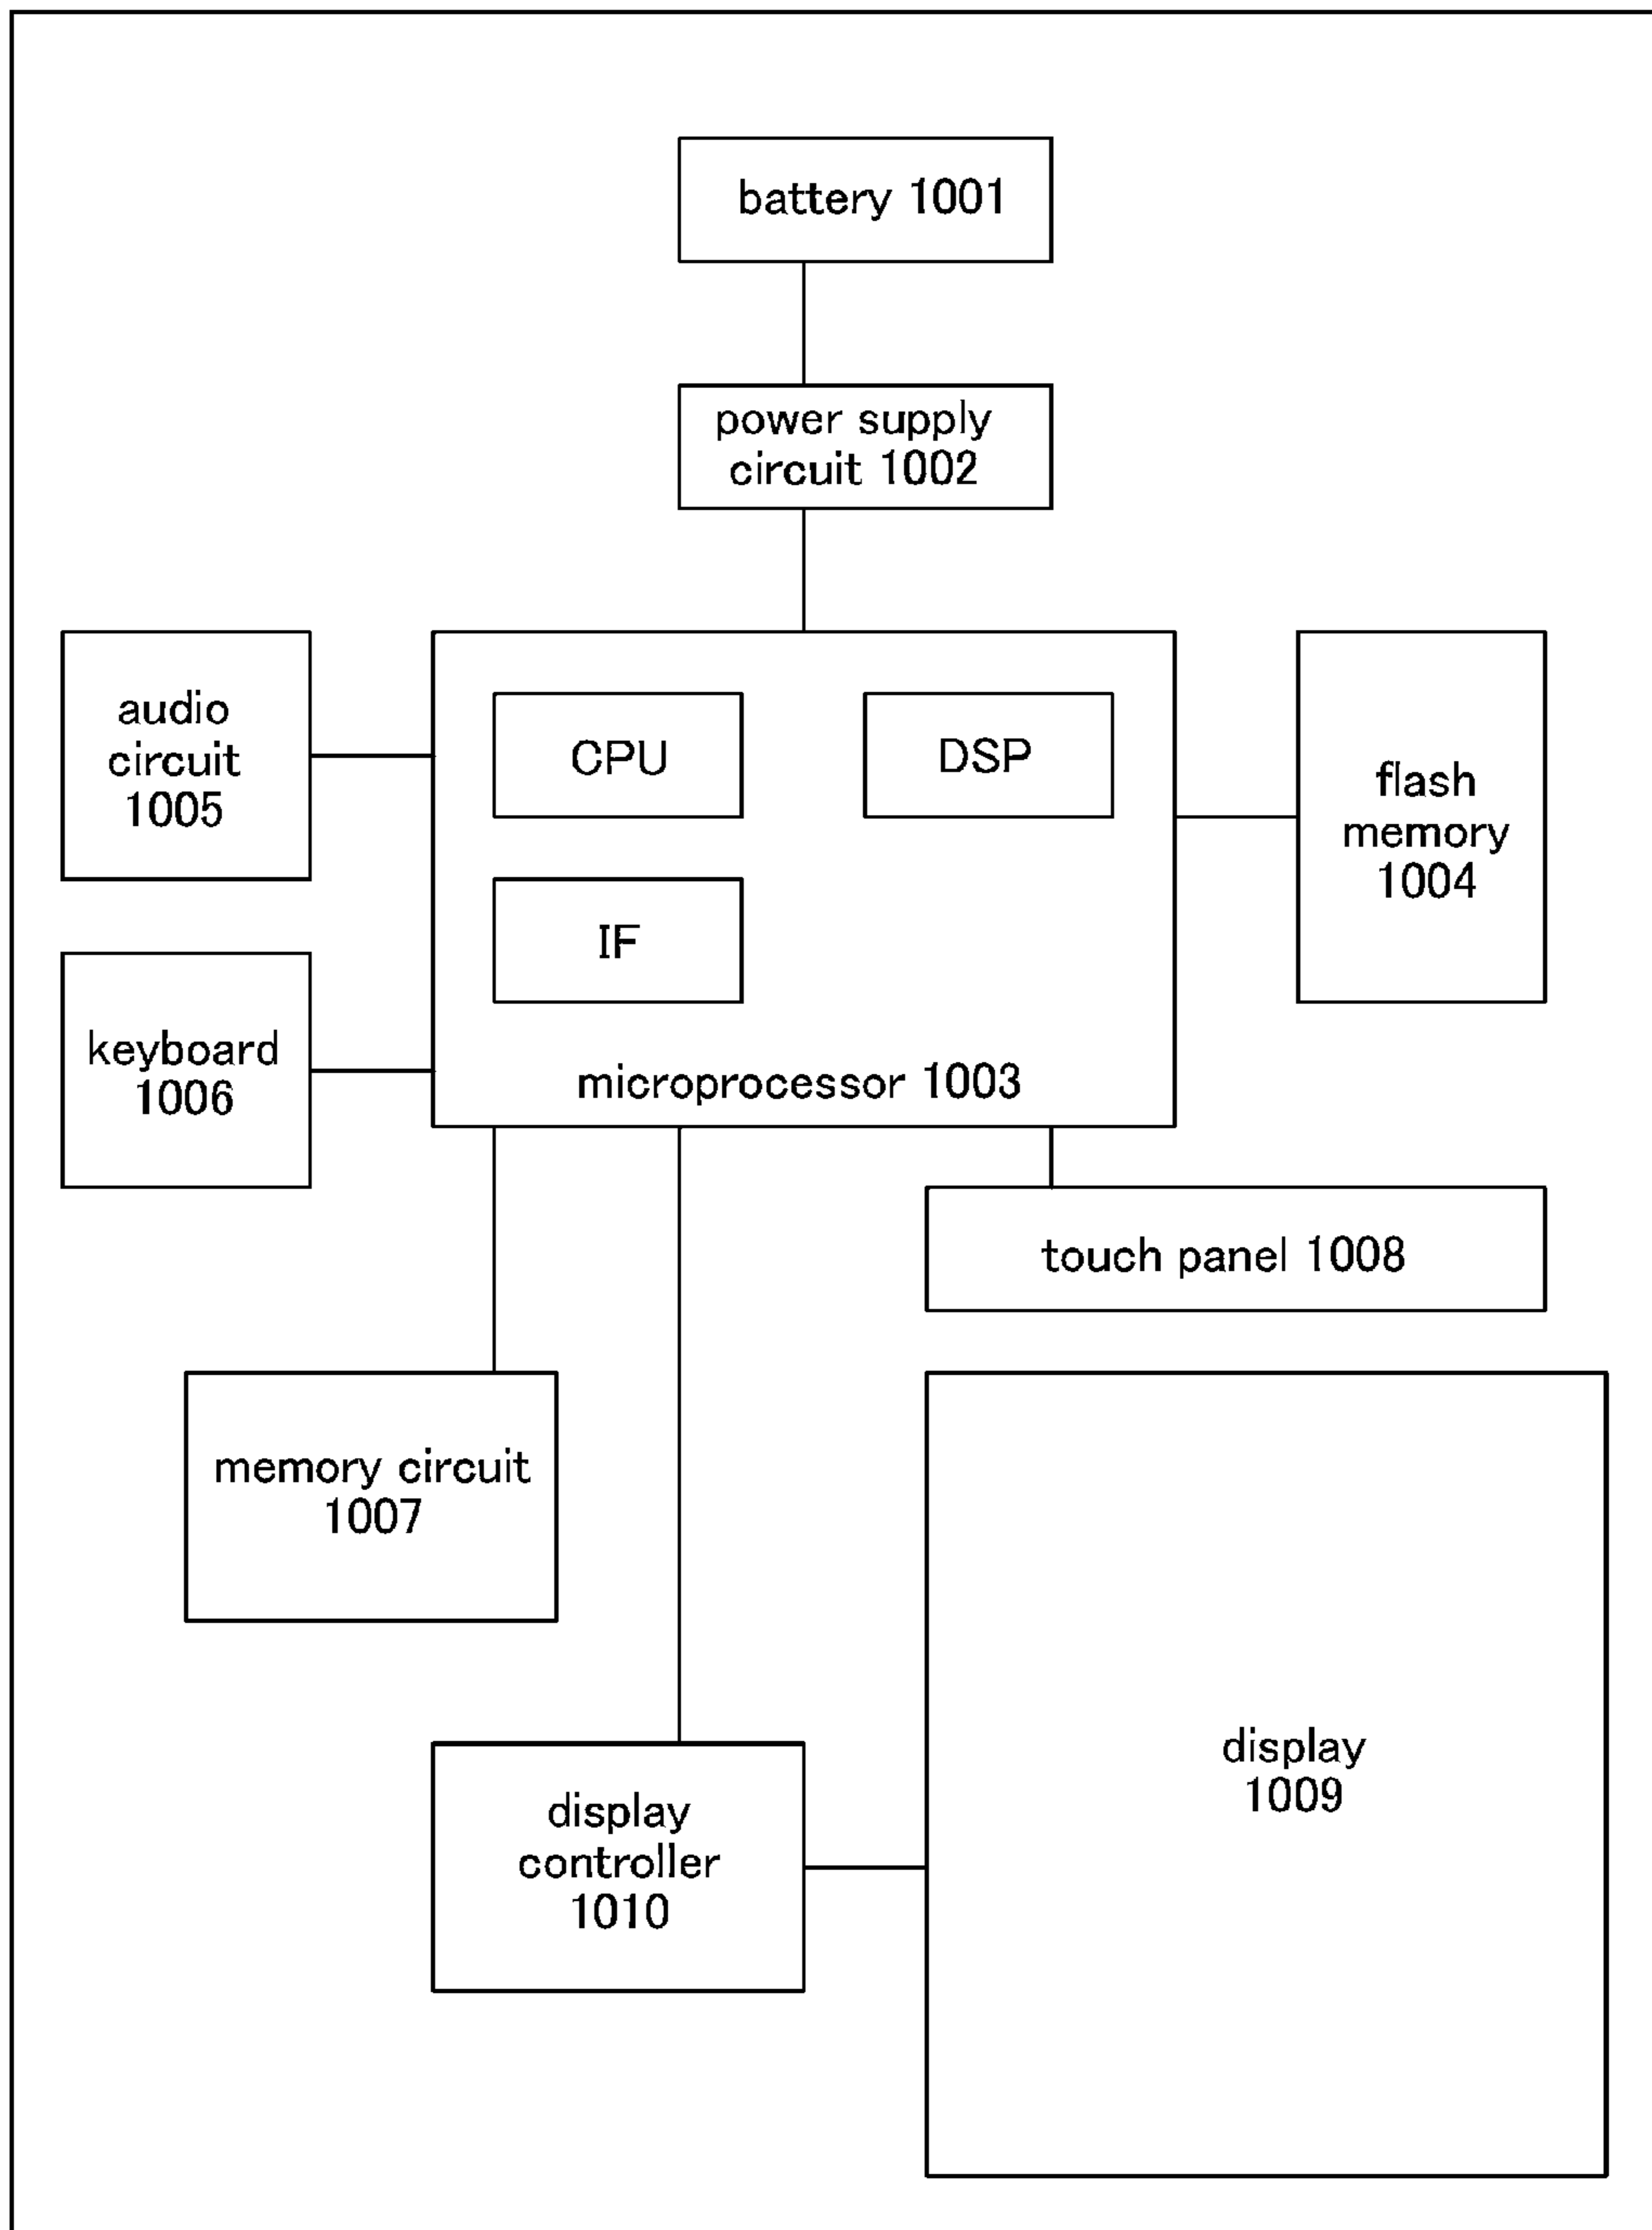 battery 1001
power supply
circuit 1002
audio
circuit
1005
CPU
DSP
flash
memory
1004
IF
keyboard
1006
microprocessor 1003
touch panel 1008
memory circuit
1007
display
1009
display
controller
1010